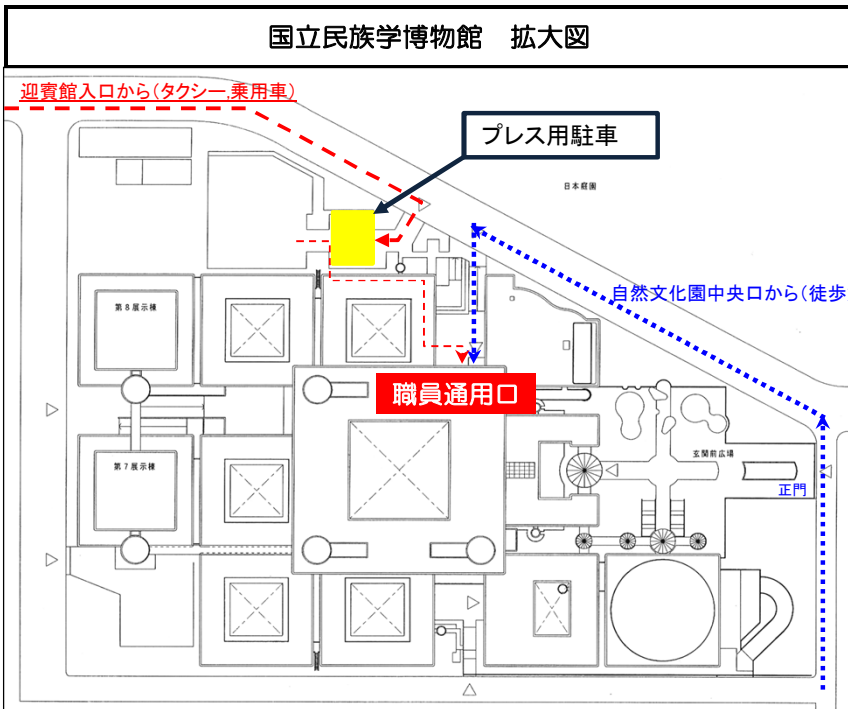 国立民族学博物館　拡大図
迎賓館入口から（タクシー,乗用車）
プレス用駐車
日本庭園
自然文化園中央口から（徒歩
第８展示棟
職員通用口
第７展示棟
玄関前広場
正門